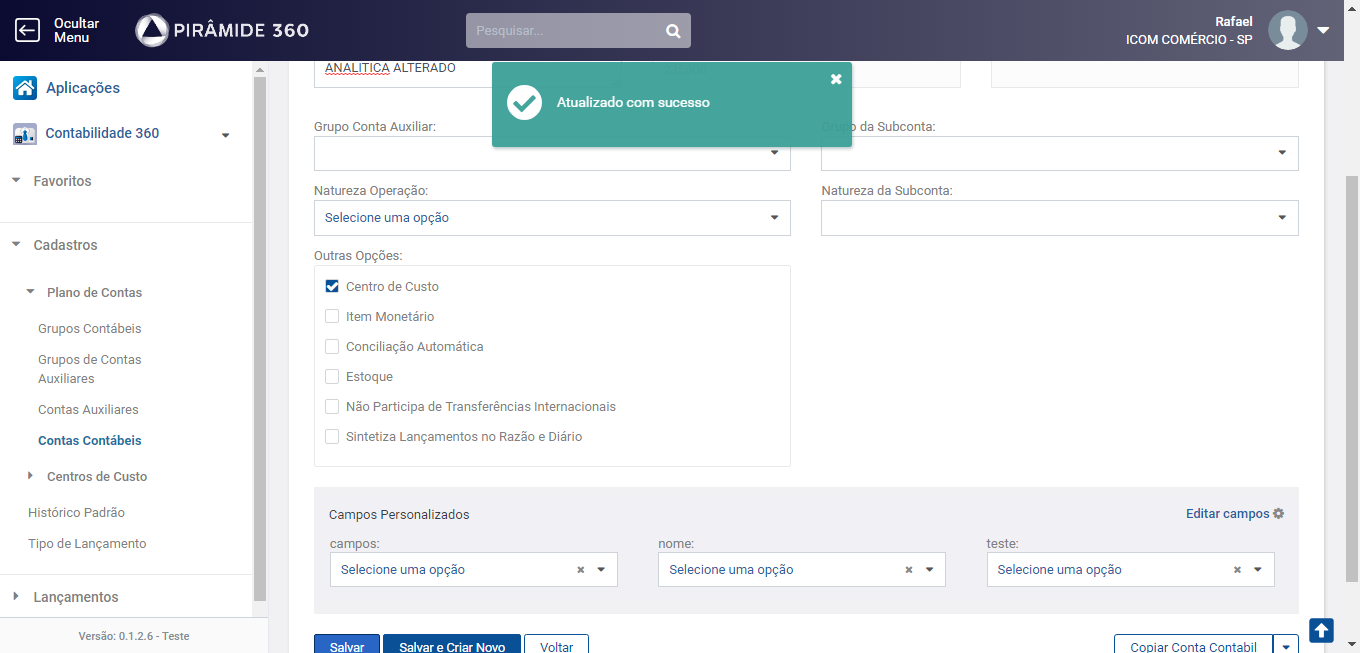 Ocultar
Menu
PIRÂMIDE 360
Pesquisar...
Rafael
ICOM COMÉRCIO - SP
Aplicações
Contabilidade 360
Favoritos
Cadastros
Plano de Contas
Grupos Contábeis
Grupos de Contas
Auxiliares
Contas Auxiliares
Contas Contábeis
Centros de Custo
Histórico Padrão
Tipo de Lançamento
Lançamentos
Versão: 0.1.2.6 - Teste
ANALITICA ALTERADO
Atualizado com sucesso
Grupo Conta Auxiliar:
Grupo da Subconta:
Natureza Operação:
Natureza da Subconta:
Selecione uma opção
Outras Opções:
Centro de Custo
Item Monetário
Conciliação Automática
Estoque
Não Participa de Transferências Internacionais
Sintetiza Lançamentos no Razão e Diário
Campos Personalizados
Editar campos
campos:
nome:
teste:
Selecione uma opção
Selecione uma opção
Selecione uma opção
Salvar
Salvar e Criar Novo
Voltar
Copiar Conta Contabil